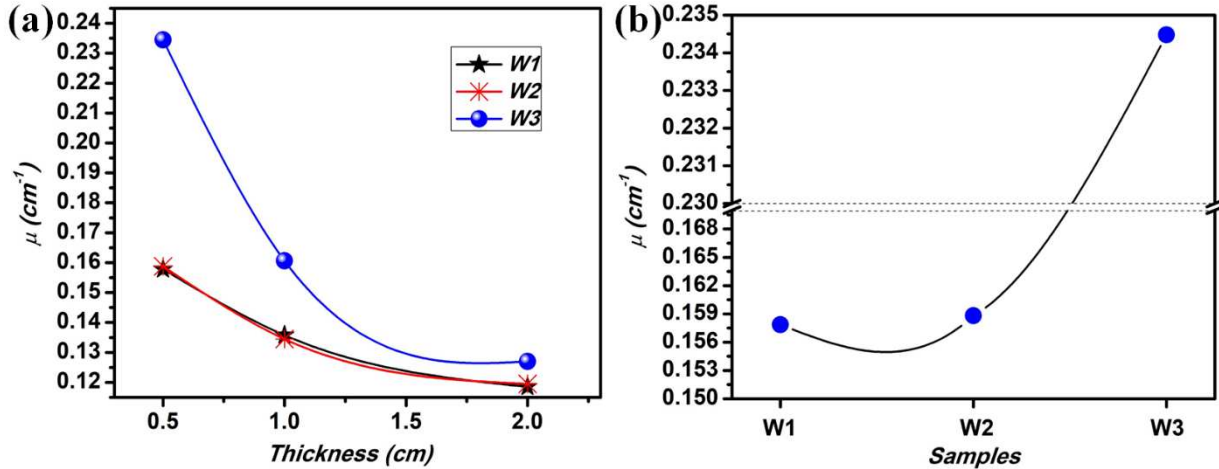 (a)
0.24
0.23
0.22
0.21
0.20
0.19
0.18
0.17
0.16
0.15
0.14
0.13
0.12
μ (cm⁻¹)
W1
W2
W3
0.5 1.0 1.5 2.0
Thickness (cm)
(b)
0.235
0.234
0.233
0.232
0.231
0.230
0.168
0.165
0.162
0.159
0.156
0.153
0.150
μ (cm⁻¹)
W1 W2 W3
Samples